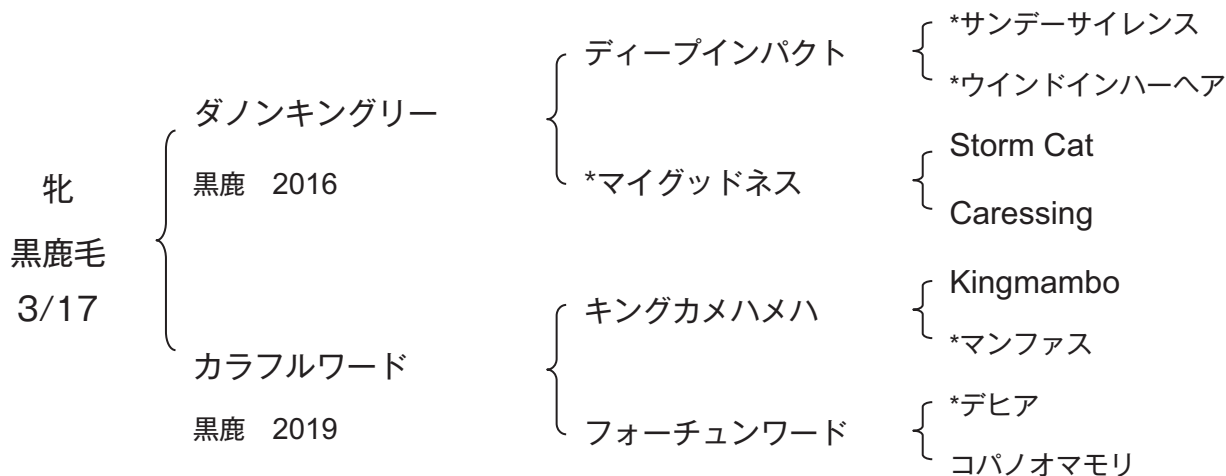 牝
黒鹿毛
3/17
ダノンキングリー
黒鹿 2016
カラフルワード
黒鹿 2019
ディープインパクト
*マイグッドネス
キングカメハメハ
フォーチュンワード
*サンデーサイレンス
*ウインドインハーヘア
Storm Cat
Caressing
Kingmambo
*マンファス
*デヒア
コパノオマモリ